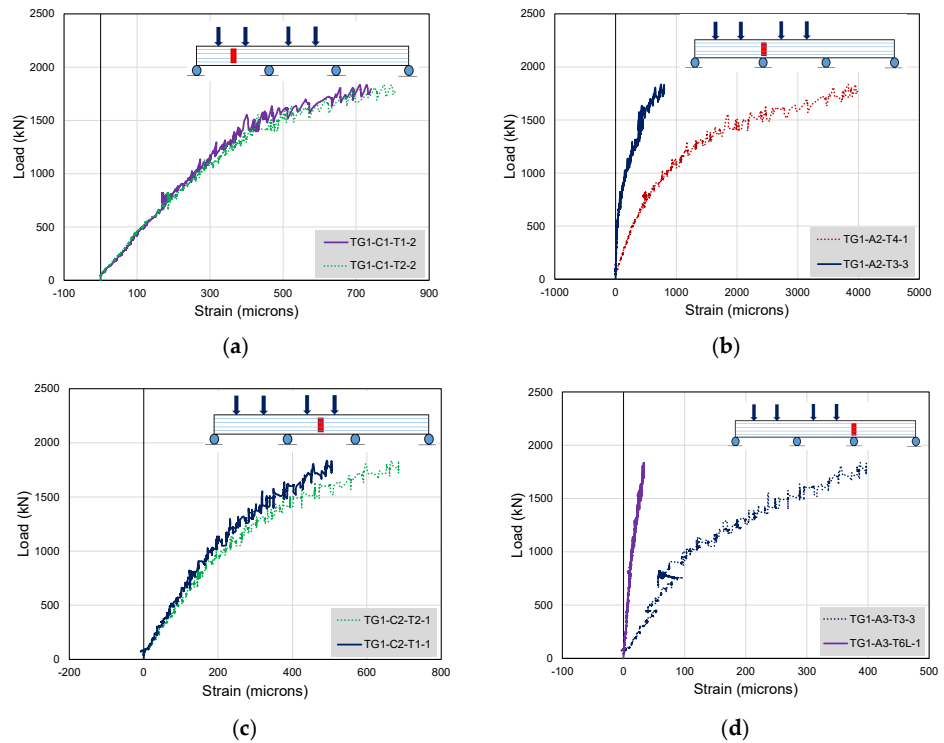 2500
2000
1500
1000
500
0
Load (kN)
-100
100
300
500
700
900
Strain (microns)
TG1-C1-T1-2
TG1-C1-T2-2
(a)
2500
2000
1500
1000
500
0
Load (kN)
-1000
0
1000
2000
3000
4000
5000
Strain (microns)
TG1-A2-T4-1
TG1-A2-T3-3
(b)
2500
2000
1500
1000
500
0
Load (kN)
-200
0
200
400
600
800
Strain (microns)
TG1-C2-T2-1
TG1-C2-T1-1
(c)
2500
2000
1500
1000
500
0
Load (kN)
-100
0
100
200
300
400
500
Strain (microns)
TG1-A3-T3-3
TG1-A3-T6L-1
(d)